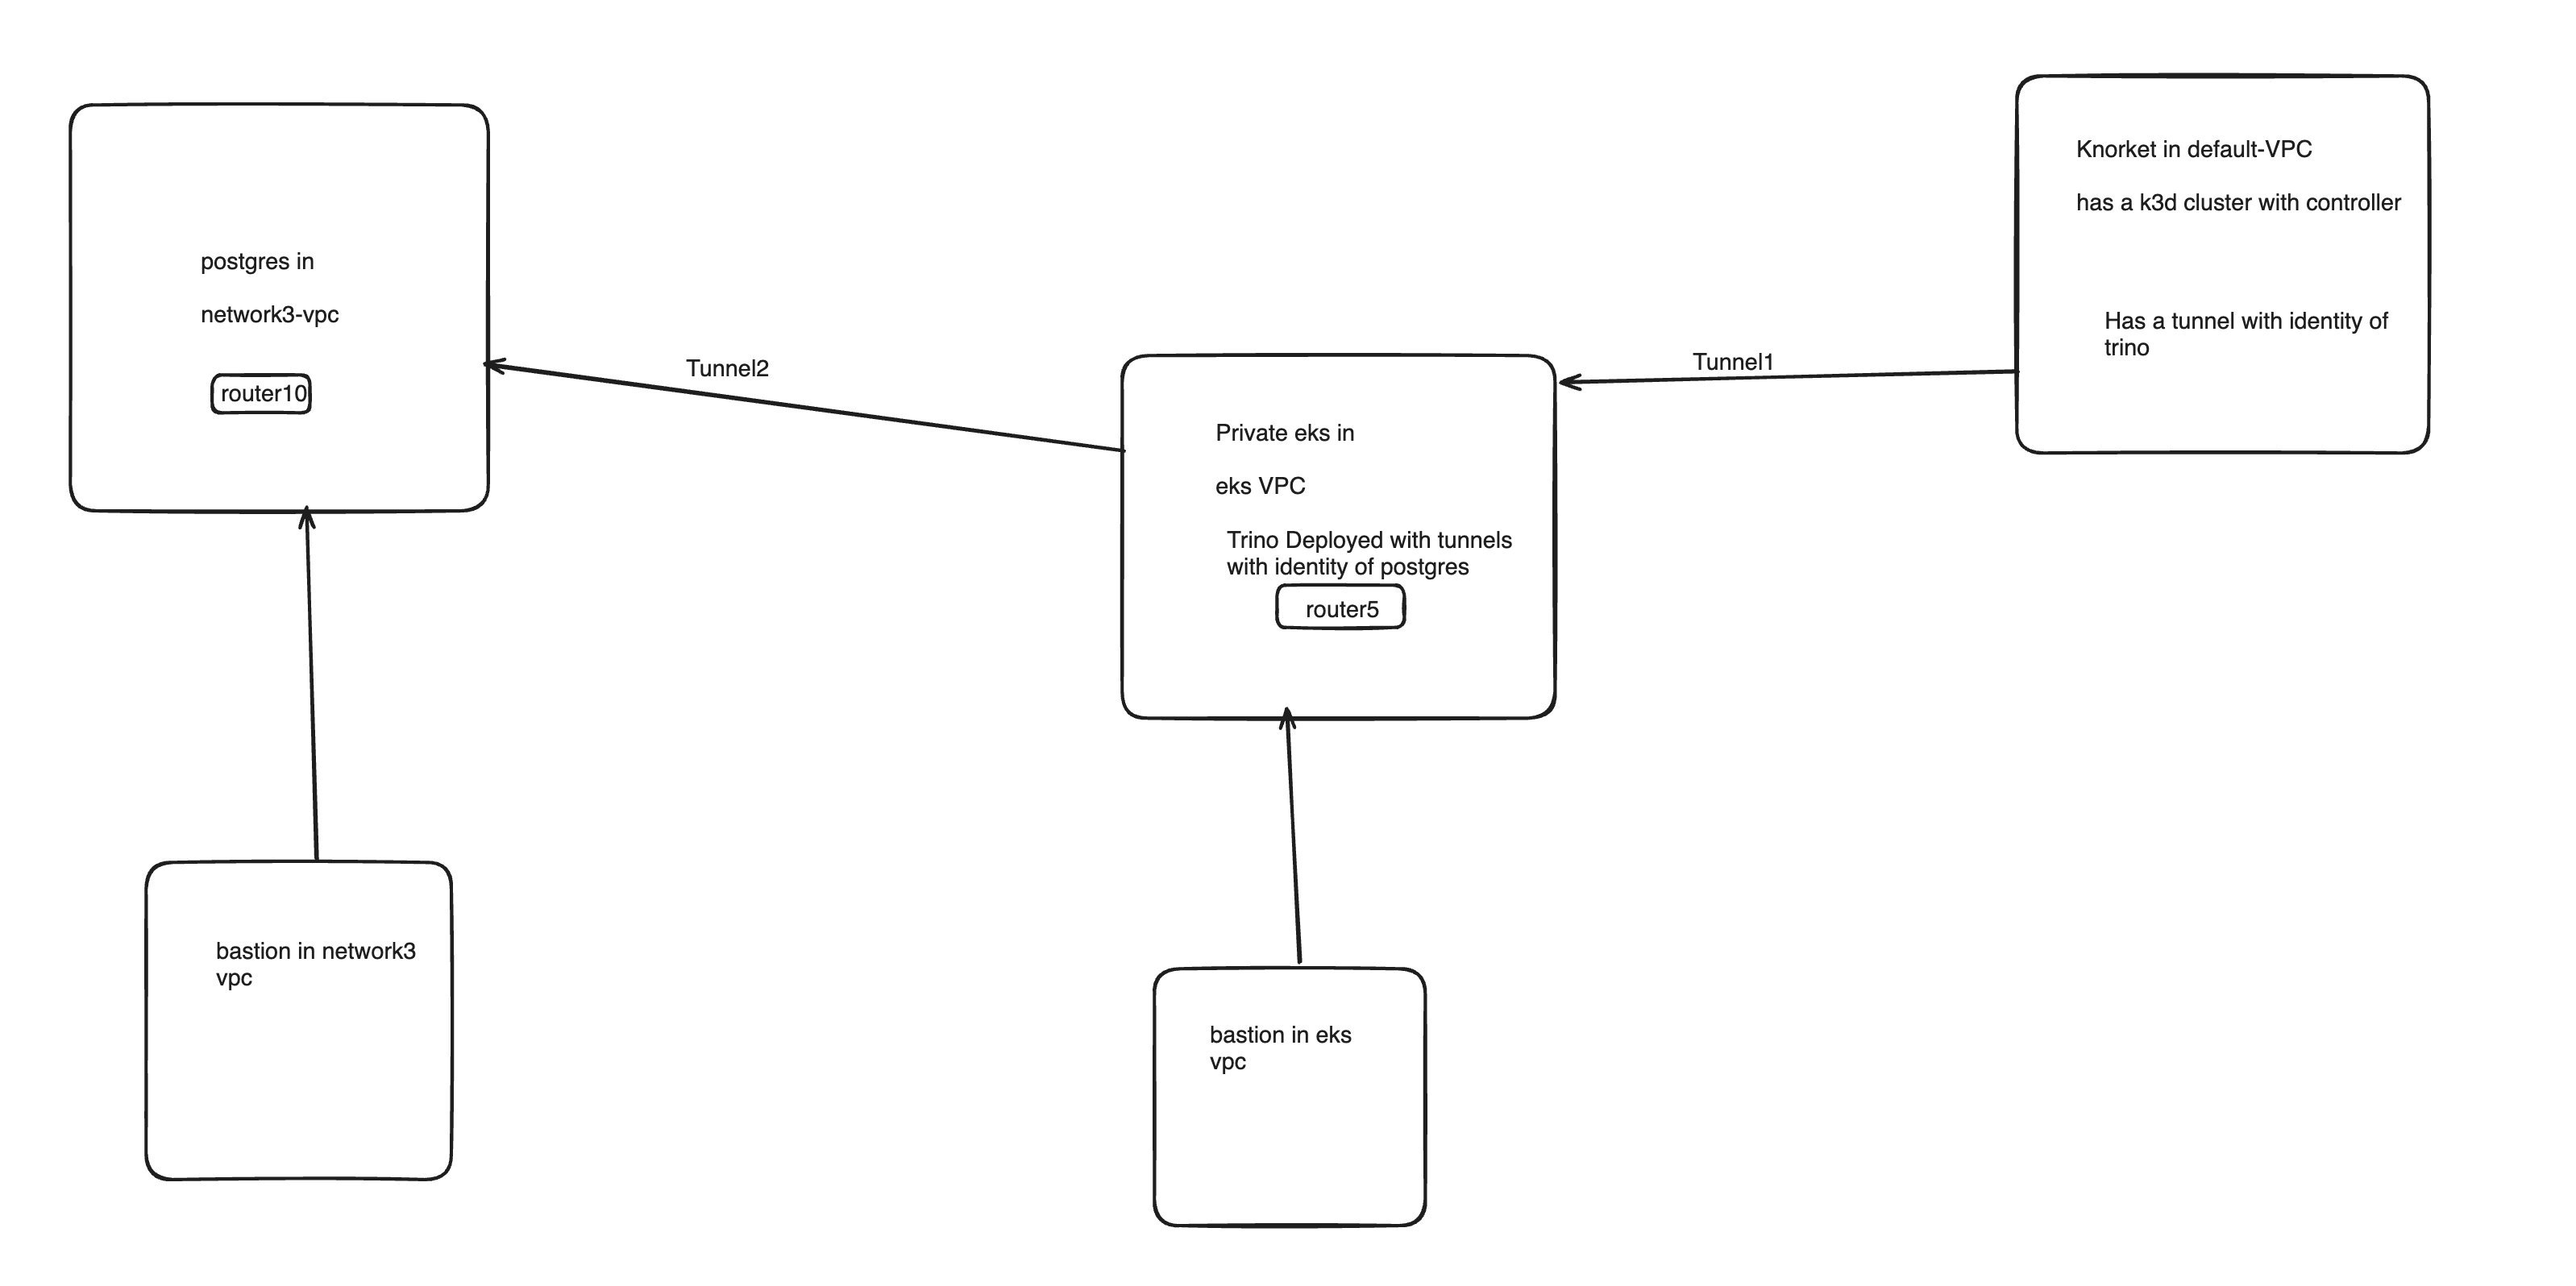 postgres in
network3-vpc
router10
Tunnel2
Private eks in
eks VPC
Trino Deployed with tunnels
with identity of postgres
router5
Tunnel1
Knorket in default-VPC
has a k3d cluster with controller
Has a tunnel with identity of
trino
bastion in network3
vpc
bastion in eks
vpc